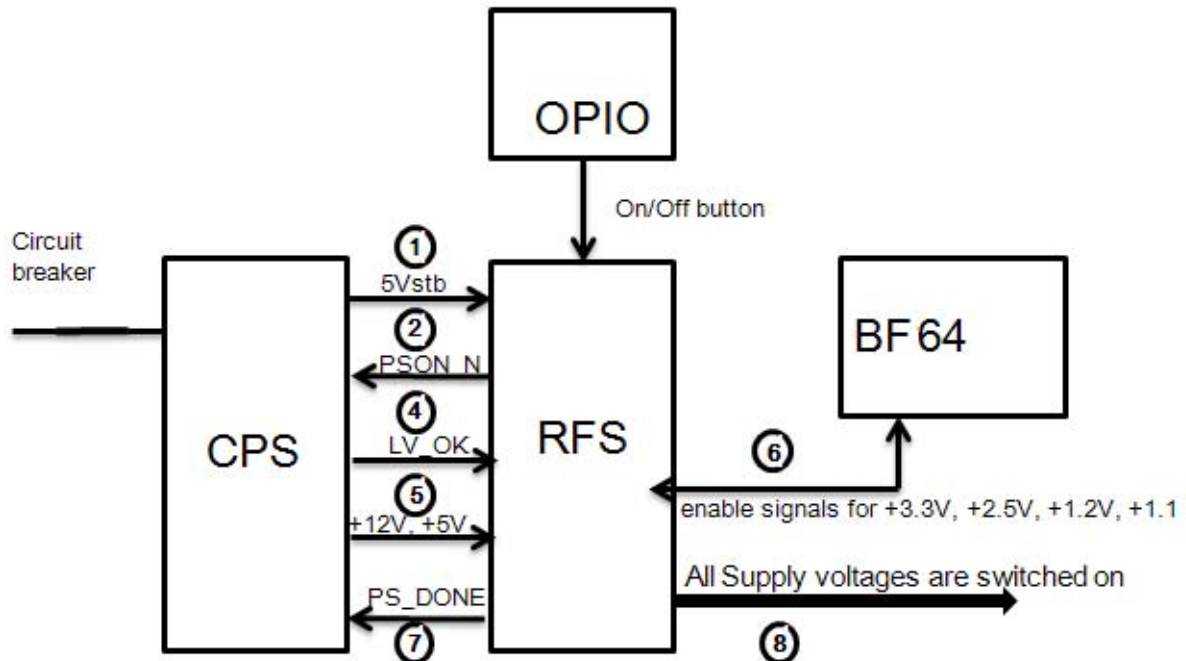 OPIO
On/Off button
Circuit
breaker
1
5Vstb
2
PSON_N
4
LV_OK
5
+12V, +5V
PS_DONE
7
CPS
RFS
BF64
6
enable signals for +3.3V, +2.5V, +1.2V, +1.1
All Supply voltages are switched on
8